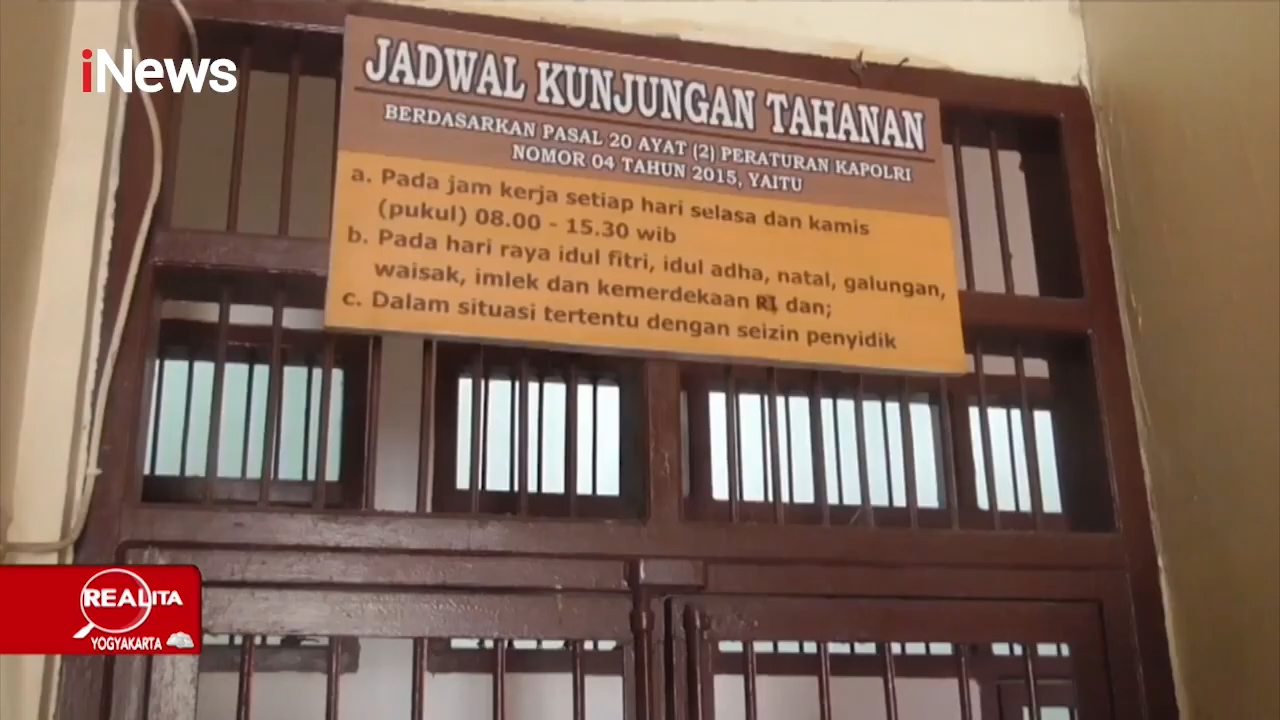 iNews
JADWAL KUNJUNGAN TAHANAN
BERDASARKAN PASAL 20 AYAT (2) PERATURAN KAPOLRI
NOMOR 04 TAHUN 2015, YAITU
a. Pada jam kerja setiap hari selasa dan kamis
(pukul) 08.00 - 15.30 wib
b. Pada hari raya idul fitri, idul adha, natal, galungan,
waisak, imlek dan kemerdekaan RI dan;
c. Dalam situasi tertentu dengan seizin penyidik
REALITA
YOGYAKARTA